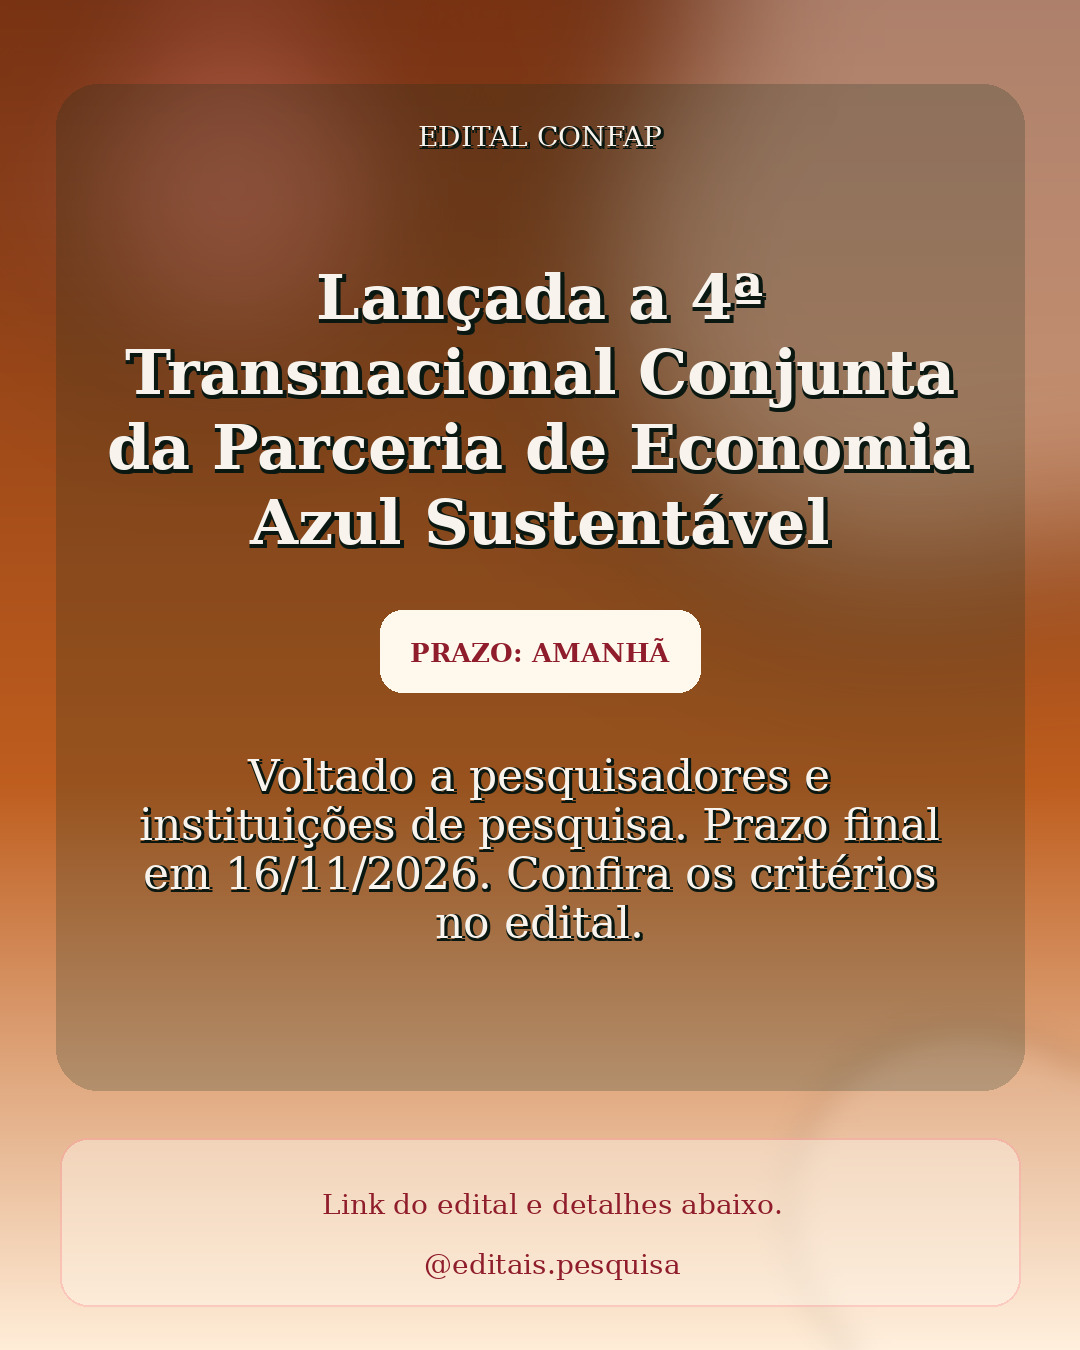 EDITAL CONFAP
Lançada a 4ª
Transnacional Conjunta
da Parceria de Economia
Azul Sustentável
PRAZO: AMANHÃ
Voltado a pesquisadores e
instituições de pesquisa. Prazo final
em 16/11/2026. Confira os critérios
no edital.
Link do edital e detalhes abaixo.
@editais.pesquisa